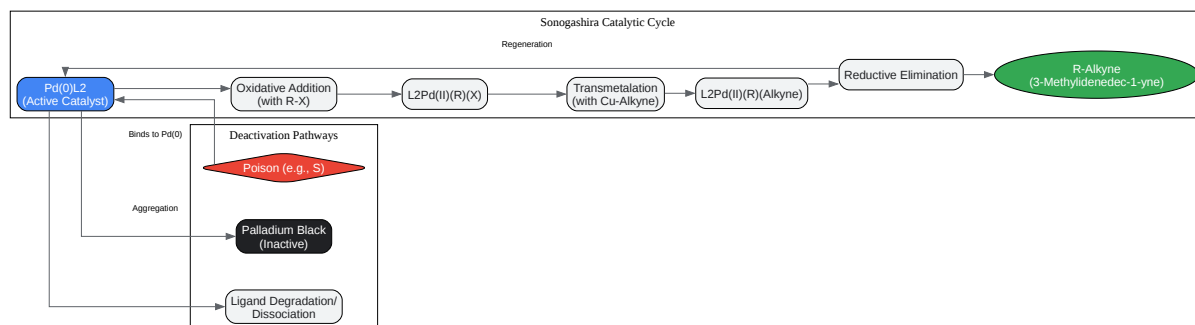 Sonogashira Catalytic Cycle
Regeneration
Pd(0)L2
(Active Catalyst)
Oxidative Addition
(with R-X)
L2Pd(II)(R)(X)
Transmetalation
(with Cu-Alkyne)
L2Pd(II)(R)(Alkyne)
Reductive Elimination
R-Alkyne
(3-Methylidenedec-1-yne)
Binds to Pd(0)
Deactivation Pathways
Poison (e.g., S)
Aggregation
Palladium Black
(Inactive)
Ligand Degradation/
Dissociation